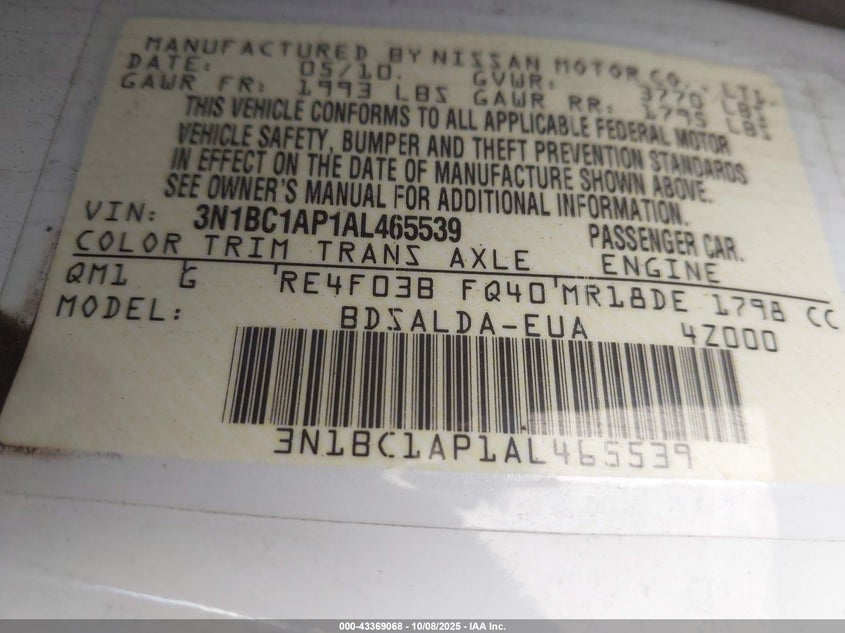 MANUFACTURED BY NISSAN MOTOR CO., LTD.
DATE: 05/10. GVWR: 3770 LBS
GAWR FR: 1993 LBS GAWR RR: 1795 LBS
THIS VEHICLE CONFORMS TO ALL APPLICABLE FEDERAL MOTOR
VEHICLE SAFETY, BUMPER AND THEFT PREVENTION STANDARDS
IN EFFECT ON THE DATE OF MANUFACTURE SHOWN ABOVE.
SEE OWNER'S MANUAL FOR ADDITIONAL INFORMATION.
VIN: 3N1BC1AP1AL465539 PASSENGER CAR.
COLOR TRIM TRANS AXLE ENGINE
QM1 G RE4F03B FQ40 MR18DE 1798 CC
MODEL: BDSALDA-EUA 4Z000
3N1BC1AP1AL465539
000-43369068 - 10/08/2025 - IAA Inc.